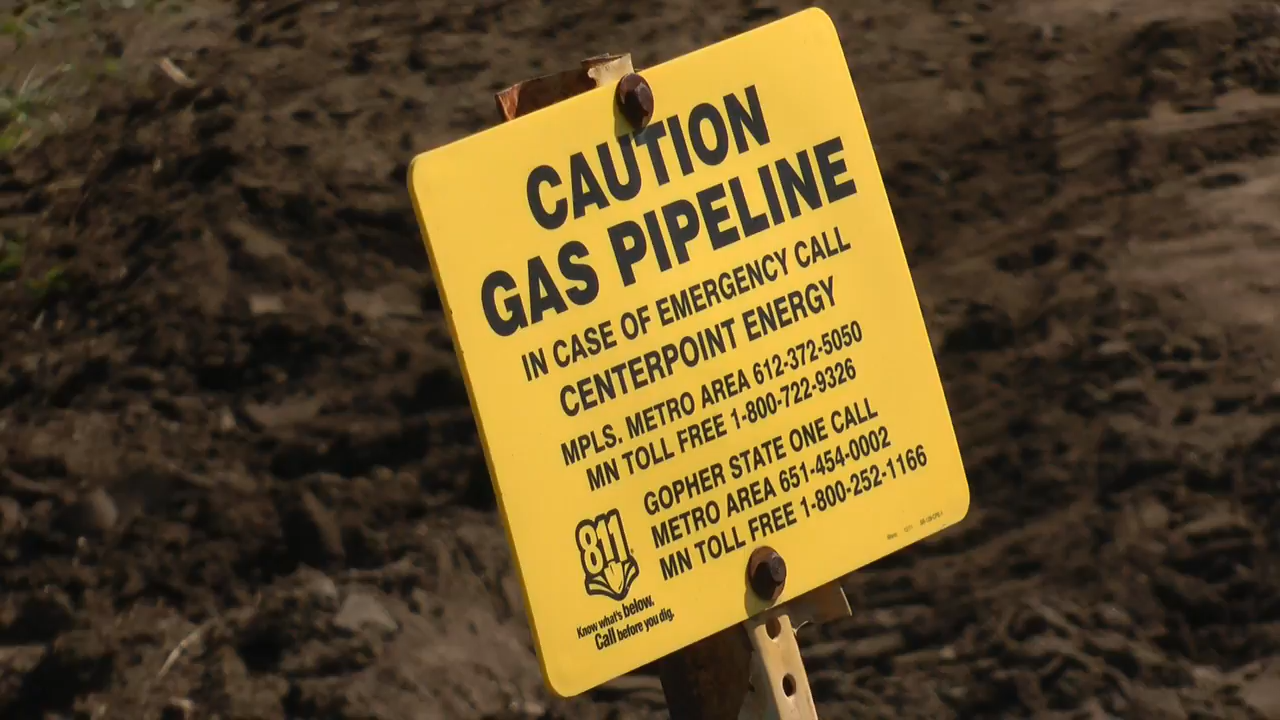 CAUTION
GAS PIPELINE
IN CASE OF EMERGENCY CALL
CENTERPOINT ENERGY
MPLS. METRO AREA 612-372-5050
MN TOLL FREE 1-800-722-9326
GOPHER STATE ONE CALL
METRO AREA 651-454-0002
MN TOLL FREE 1-800-252-1166
811
Know what's below.
Call before you dig.